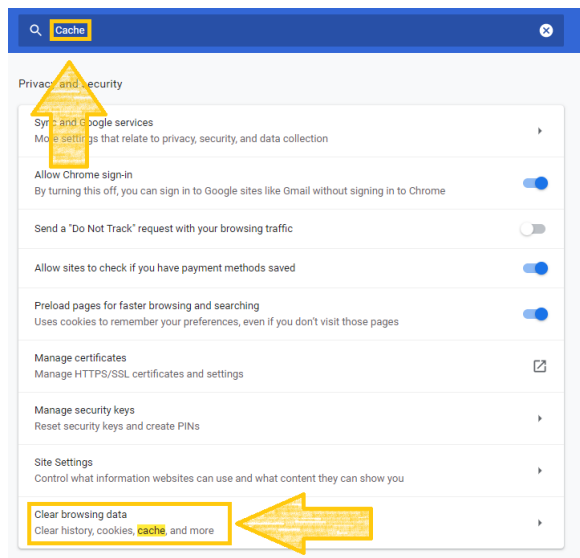 Cache
Privacy and security
Sync and Google services
More settings that relate to privacy, security, and data collection
Allow Chrome sign-in
By turning this off, you can sign in to Google sites like Gmail without signing in to Chrome
Send a "Do Not Track" request with your browsing traffic
Allow sites to check if you have payment methods saved
Preload pages for faster browsing and searching
Uses cookies to remember your preferences, even if you don't visit those pages
Manage certificates
Manage HTTPS/SSL certificates and settings
Manage security keys
Reset security keys and create PINs
Site Settings
Control what information websites can use and what content they can show you
Clear browsing data
Clear history, cookies, cache, and more